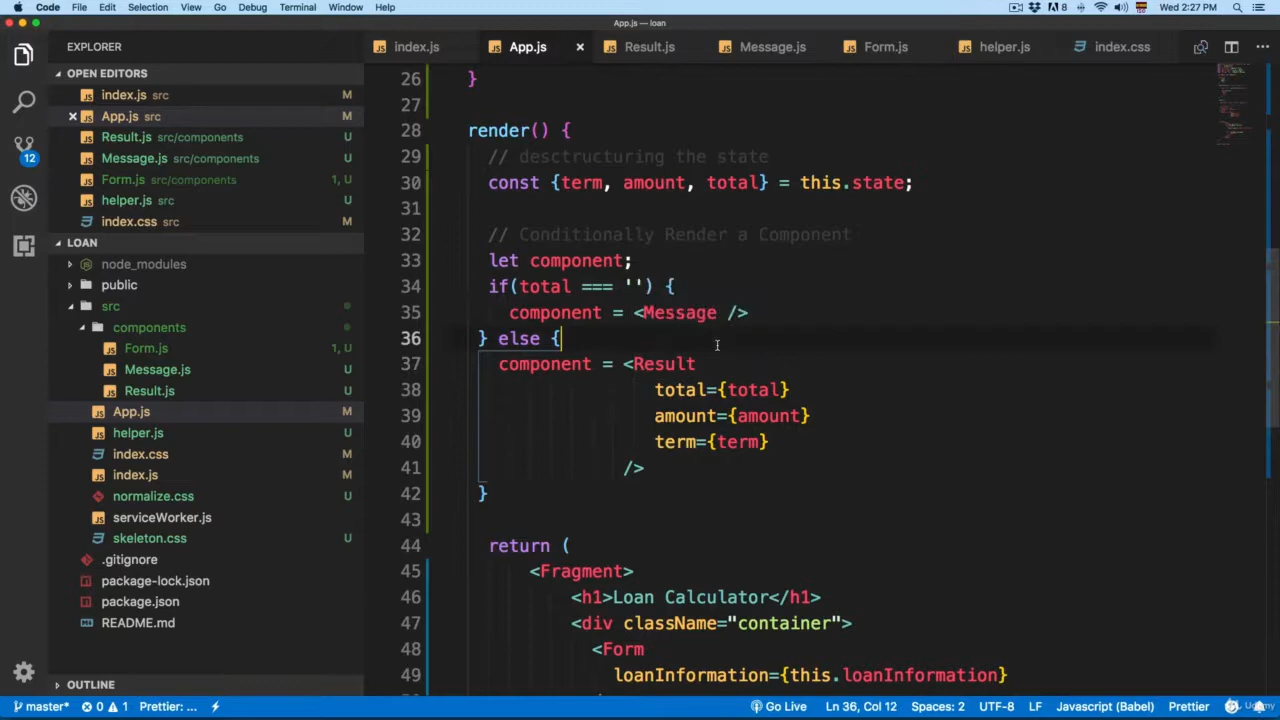 Code File Edit Selection View Go Debug Terminal Window Help 8 Wed 2:27 PM
App.js — loan
EXPLORER
index.js App.js × Result.js Message.js Form.js helper.js index.css
OPEN EDITORS
index.js src M
× App.js src M
Result.js src/components U
Message.js src/components U
Form.js src/components 1, U
helper.js src U
index.css src M
12
LOAN
node_modules
public
src
components
Form.js 1, U
Message.js U
Result.js U
App.js M
helper.js U
index.css M
index.js M
normalize.css U
serviceWorker.js
skeleton.css U
.gitignore
package-lock.json
package.json
README.md
OUTLINE
26 }
27
28 render() {
29 // desctructuring the state
30 const {term, amount, total} = this.state;
31
32 // Conditionally Render a Component
33 let component;
34 if(total === '') {
35 component = <Message />
36 } else {
37 component = <Result
38 total={total}
39 amount={amount}
40 term={term}
41 />
42 }
43
44 return (
45 <Fragment>
46 <h1>Loan Calculator</h1>
47 <div className="container">
48 <Form
49 loanInformation={this.loanInformation}
master* 0 1 Prettier: ... Go Live Ln 36, Col 12 Spaces: 2 UTF-8 LF Javascript (Babel) Prettier
Udemy